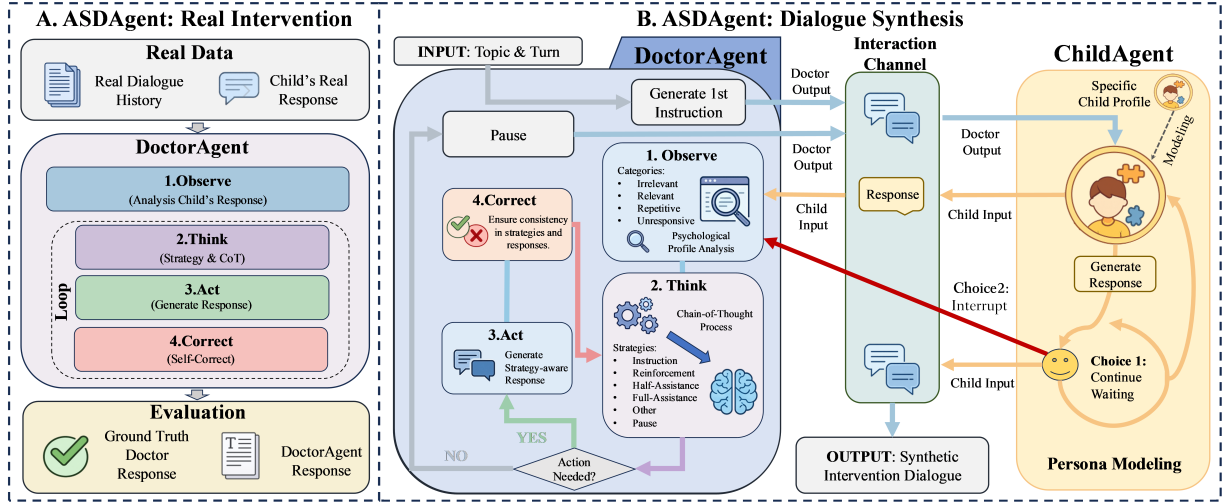 A. ASDAgent: Real Intervention
Real Data
Real Dialogue
History
Child's Real
Response
DoctorAgent
1.Observe
(Analysis Child's Response)
Loop
2.Think
(Strategy & CoT)
3.Act
(Generate Response)
4.Correct
(Self-Correct)
Evaluation
Ground Truth
Doctor
Response
T
DoctorAgent
Response
B. ASDAgent: Dialogue Synthesis
INPUT: Topic & Turn
DoctorAgent
Generate 1st
Instruction
Pause
1. Observe
Categories:
• Irrelevant
• Relevant
• Repetitive
• Unresponsive
Psychological
Profile Analysis
4.Correct
Ensure consistency
in strategies and
responses.
2. Think
Chain-of-Thought
Process
Strategies:
• Instruction
• Reinforcement
• Half-Assistance
• Full-Assistance
• Other
• Pause
3.Act
Generate
Strategy-aware
Response
YES
NO
Action
Needed?
Doctor
Output
Doctor
Output
Child
Input
Interaction
Channel
Response
OUTPUT: Synthetic
Intervention Dialogue
Doctor
Output
Child Input
Choice2:
Interrupt
Child Input
ChildAgent
Specific
Child Profile
Modeling
Generate
Response
Choice 1:
Continue
Waiting
Persona Modeling